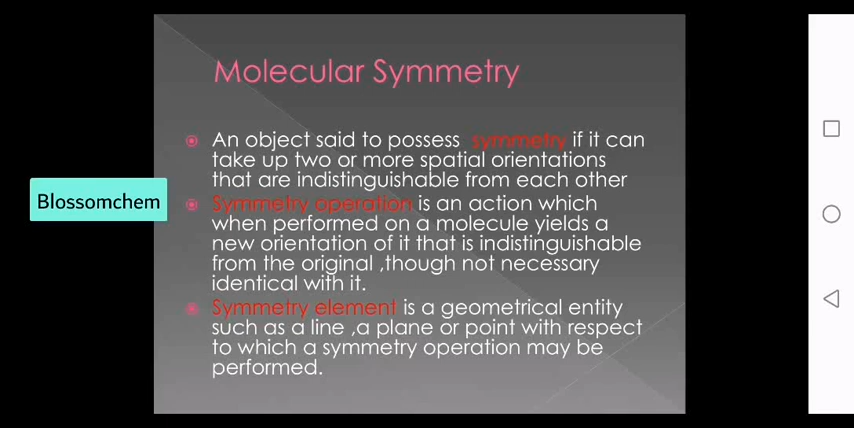 Molecular Symmetry
An object said to possess symmetry if it can
take up two or more spatial orientations
that are indistinguishable from each other
Blossomchem
Symmetry operation is an action which
when performed on a molecule yields a
new orientation of it that is indistinguishable
from the original ,though not necessary
identical with it.
Symmetry element is a geometrical entity
such as a line ,a plane or point with respect
to which a symmetry operation may be
performed.